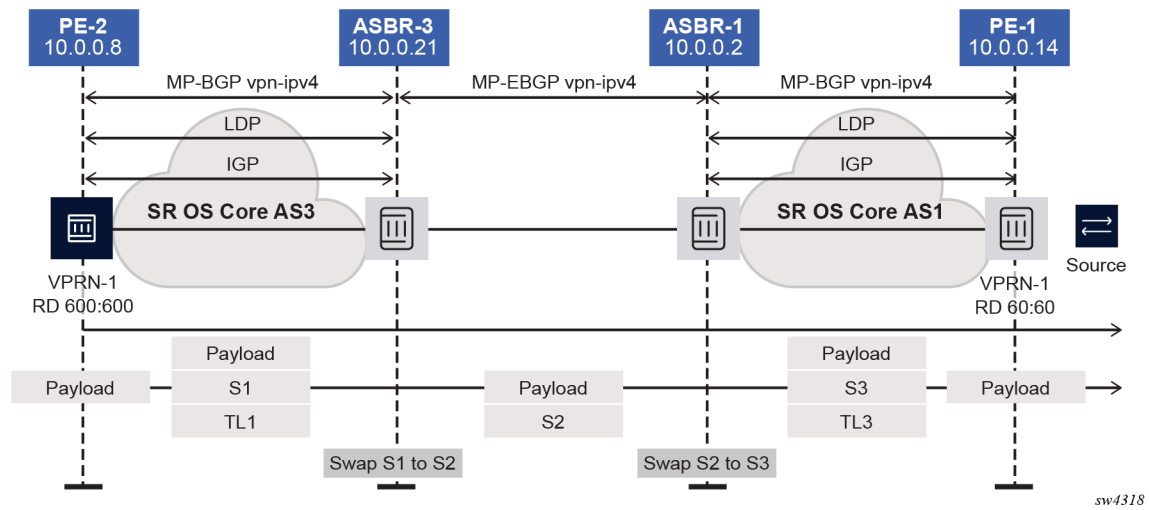 PE-2
10.0.0.8
ASBR-3
10.0.0.21
ASBR-1
10.0.0.2
PE-1
10.0.0.14
MP-BGP vpn-ipv4
MP-EBGP vpn-ipv4
MP-BGP vpn-ipv4
LDP
LDP
IGP
IGP
SR OS Core AS3
SR OS Core AS1
Source
VPRN-1
RD 600:600
VPRN-1
RD 60:60
Payload
Payload
Payload
S1
S3
Payload
Payload
TL1
S2
TL3
Swap S1 to S2
Swap S2 to S3
sw4318